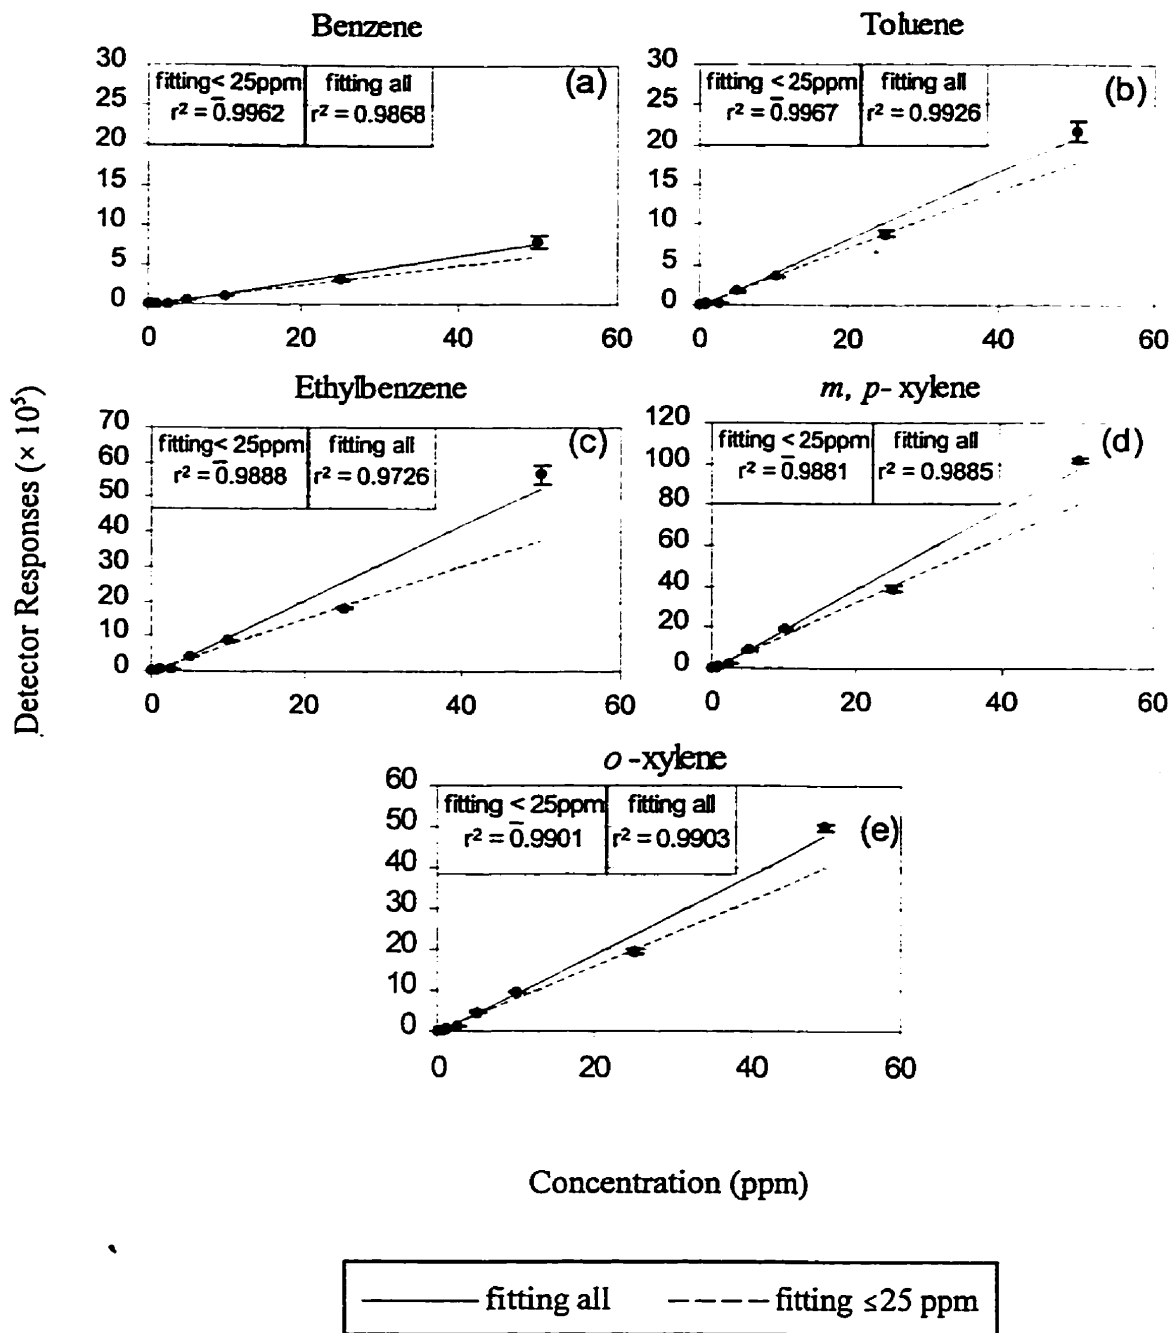 Benzene
30
25
20
15
10
5
0
fitting< 25ppm
r² = 0.9962
fitting all
r² = 0.9868
(a)
0
20
40
60
Toluene
30
25
20
15
10
5
0
fitting < 25ppm
r² = 0.9967
fitting all
r² = 0.9926
(b)
0
20
40
60
Detector Responses (× 10⁵)
Ethylbenzene
70
60
50
40
30
20
10
0
fitting< 25ppm
r² = 0.9888
fitting all
r² = 0.9726
(c)
0
20
40
60
m, p- xylene
120
100
80
60
40
20
0
fitting < 25ppm
r² = 0.9881
fitting all
r² = 0.9885
(d)
0
20
40
60
o -xylene
60
50
40
30
20
10
0
fitting < 25ppm
r² = 0.9901
fitting all
r² = 0.9903
(e)
0
20
40
60
Concentration (ppm)
fitting all
fitting ≤25 ppm